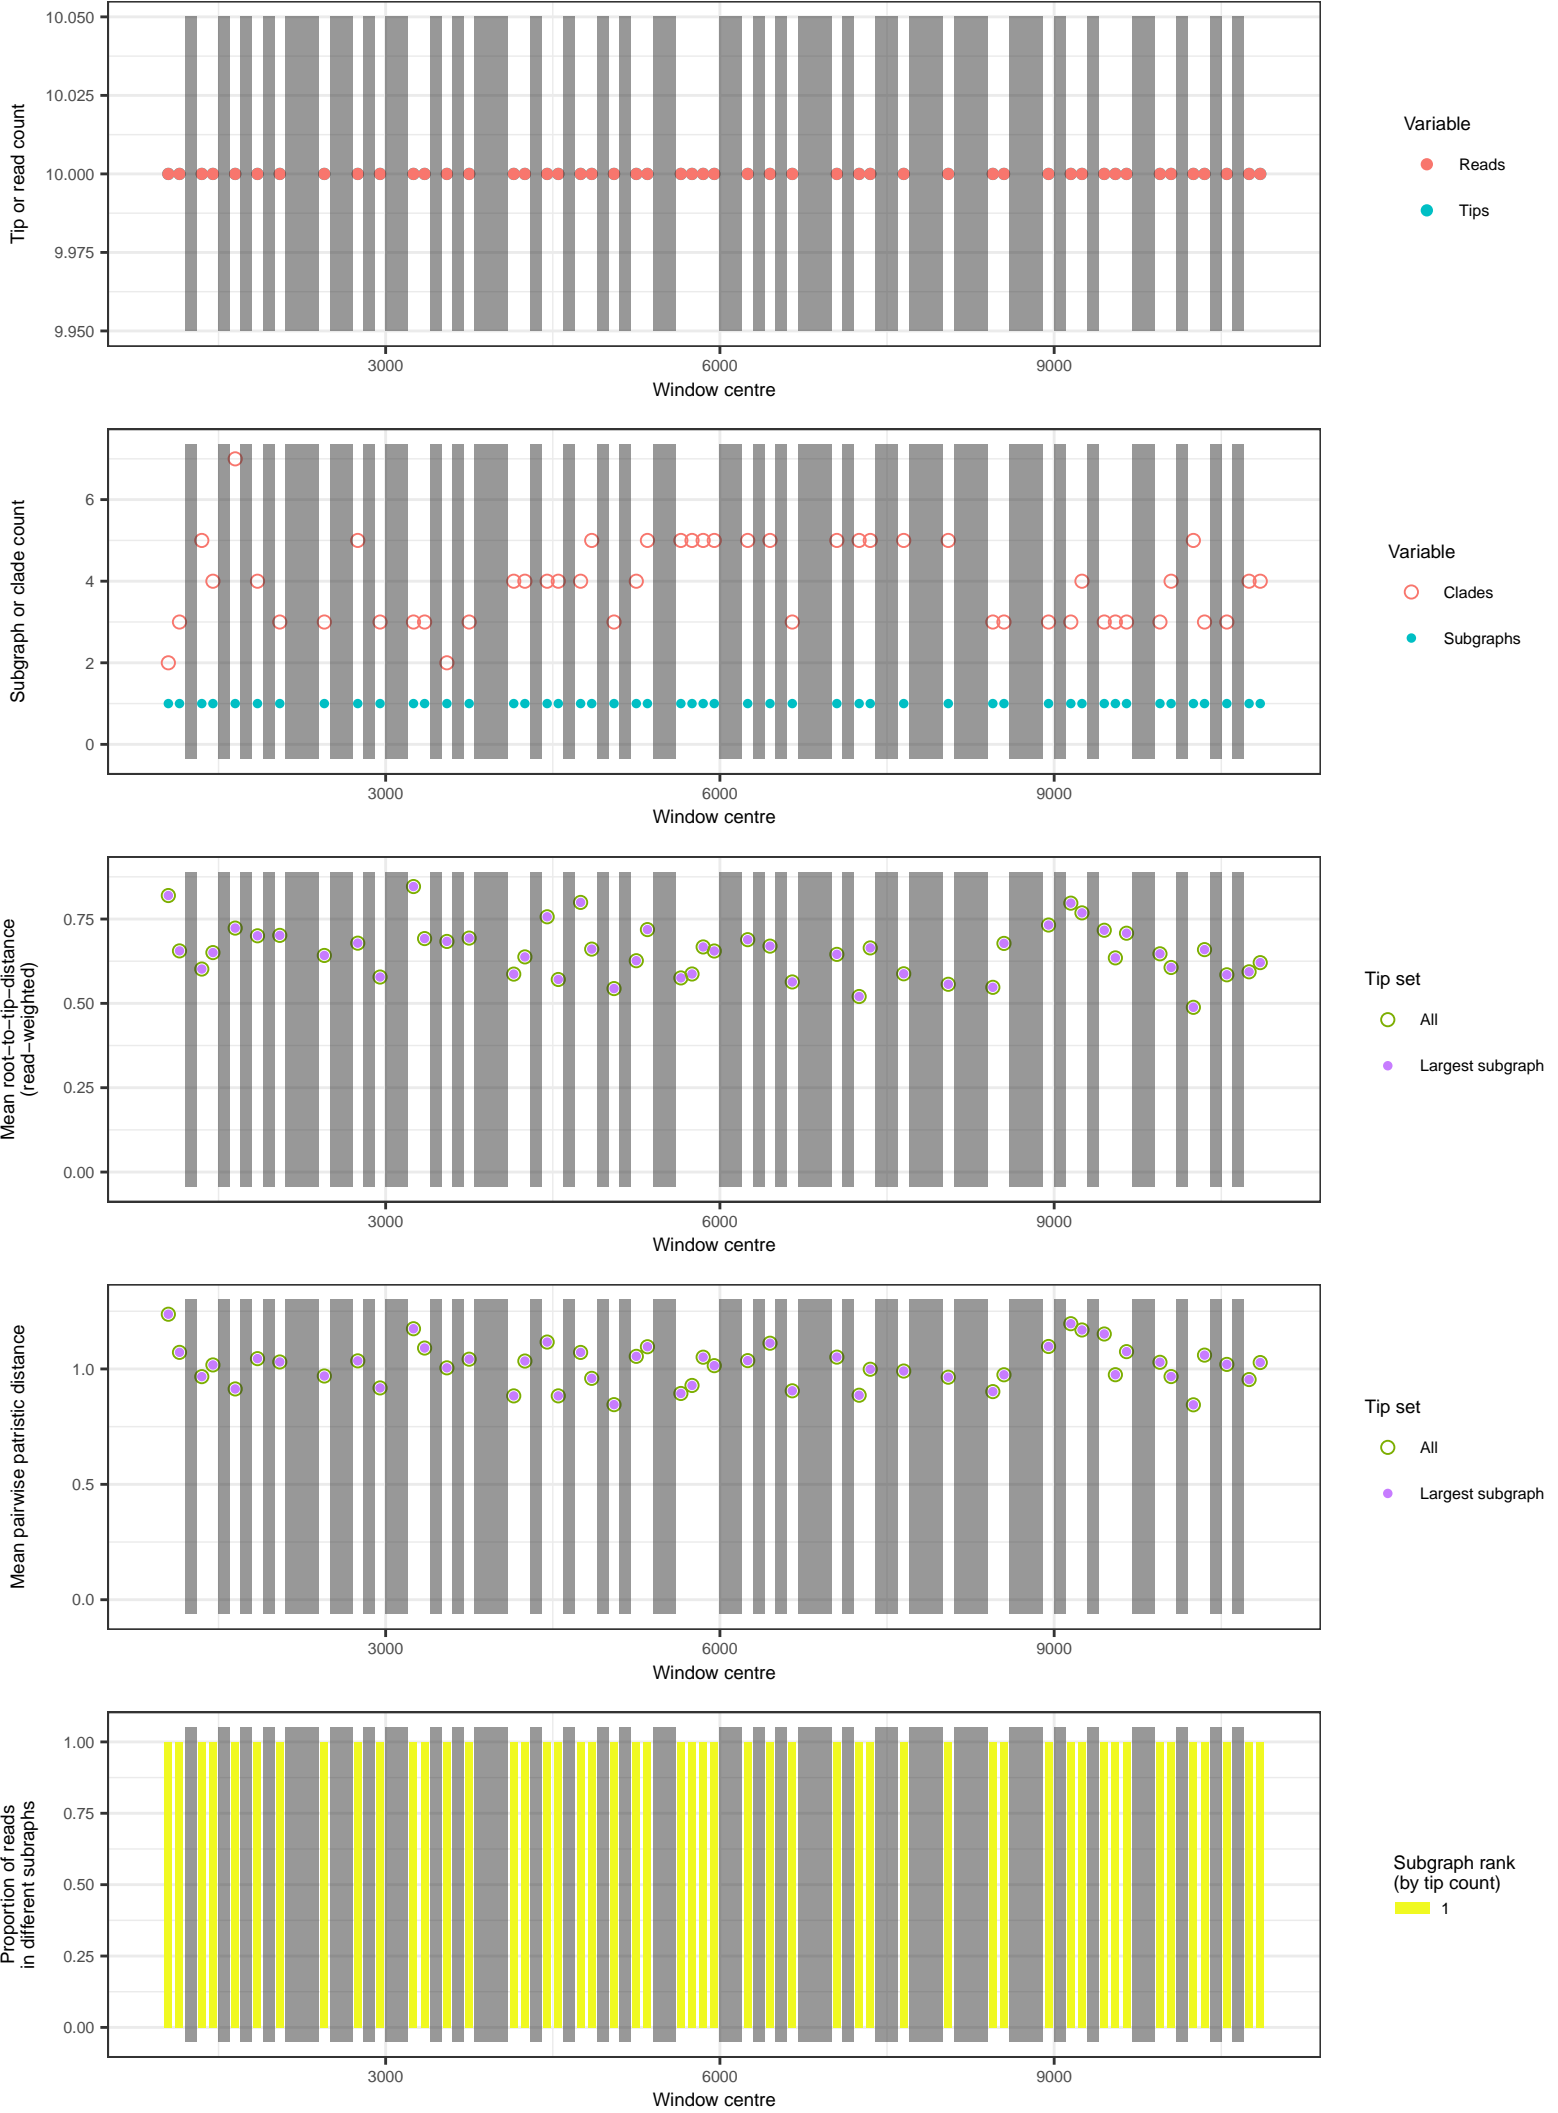 10.050
10.025
10.000
9.975
9.950
Tip or read count
3000
6000
9000
Window centre
Variable
Reads
Tips
6
4
2
0
Subgraph or clade count
3000
6000
9000
Window centre
Variable
Clades
Subgraphs
0.75
0.50
0.25
0.00
Mean root−to−tip−distance
(read−weighted)
3000
6000
9000
Window centre
Tip set
All
Largest subgraph
1.0
0.5
0.0
Mean pairwise patristic distance
3000
6000
9000
Window centre
Tip set
All
Largest subgraph
1.00
0.75
0.50
0.25
0.00
Proportion of reads
in different subraphs
3000
6000
9000
Window centre
Subgraph rank
(by tip count)
1